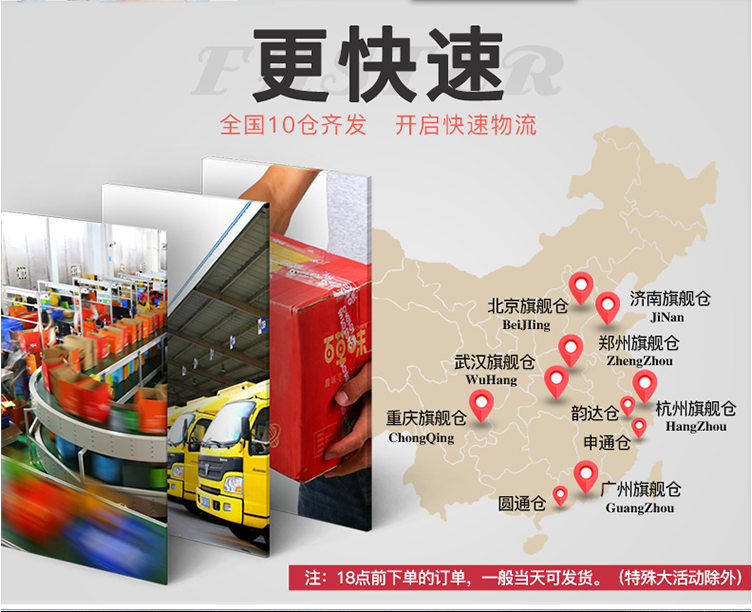 FASTER
更快速
全国10仓齐发 开启快速物流
百草味
北京旗舰仓
BeiJIing
济南旗舰仓
JiNan
郑州旗舰仓
ZhengZhou
武汉旗舰仓
WuHang
重庆旗舰仓
ChongQing
韵达仓
杭州旗舰仓
HangZhou
申通仓
圆通仓
广州旗舰仓
GuangZhou
注：18点前下单的订单，一般当天可发货。（特殊大活动除外）